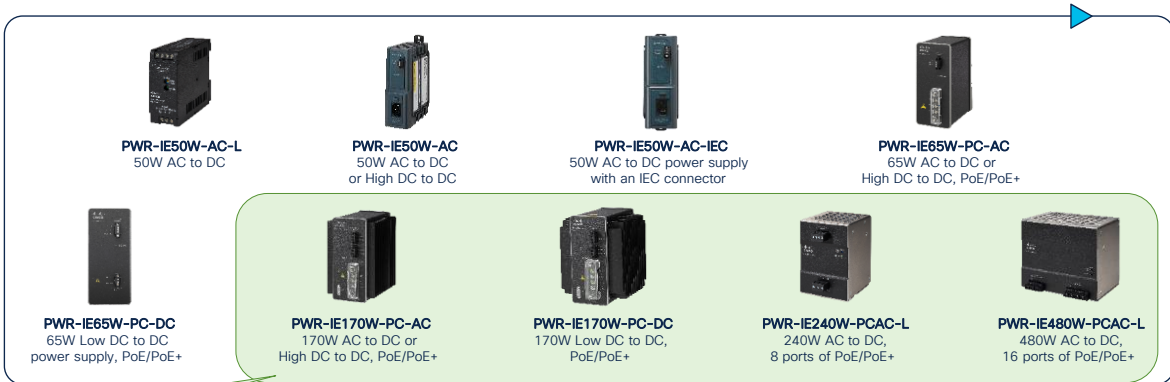 PWR-IE50W-AC-L
50W AC to DC
PWR-IE50W-AC
50W AC to DC
or High DC to DC
PWR-IE50W-AC-IEC
50W AC to DC power supply
with an IEC connector
PWR-IE65W-PC-AC
65W AC to DC or
High DC to DC, PoE/PoE+
PWR-IE65W-PC-DC
65W Low DC to DC
power supply, PoE/PoE+
PWR-IE170W-PC-AC
170W AC to DC or
High DC to DC, PoE/PoE+
PWR-IE170W-PC-DC
170W Low DC to DC,
PoE/PoE+
PWR-IE240W-PCAC-L
240W AC to DC,
8 ports of PoE/PoE+
PWR-IE480W-PCAC-L
480W AC to DC,
16 ports of PoE/PoE+